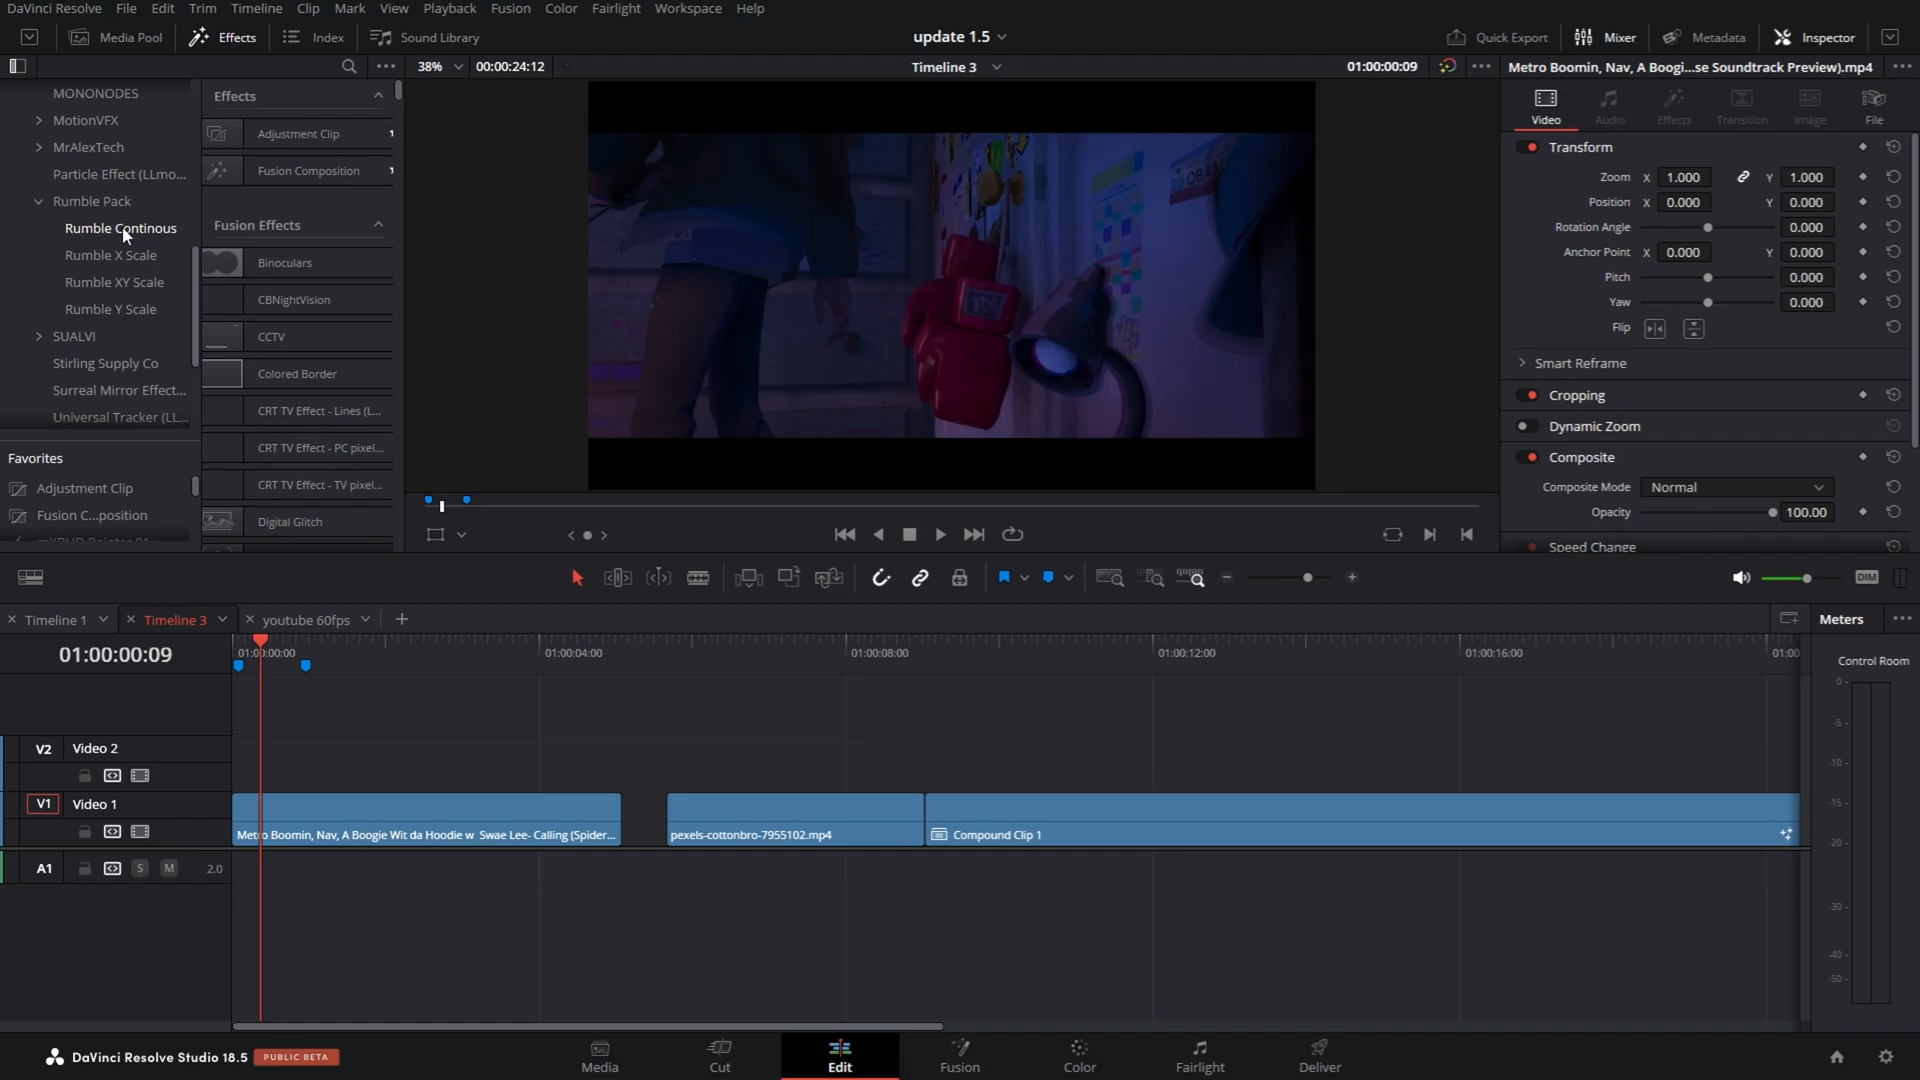 DaVinci Resolve File Edit Trim Timeline Clip Mark View Playback Fusion Color Fairlight Workspace Help
Media Pool Effects Index Sound Library update 1.5 Quick Export Mixer Metadata Inspector
38% 00:00:24:12 Timeline 3 01:00:00:09 Metro Boomin, Nav, A Boogi...se Soundtrack Preview).mp4
MONONODES
MotionVFX
MrAlexTech
Particle Effect (LLmo...
Rumble Pack
Rumble Continous
Rumble X Scale
Rumble XY Scale
Rumble Y Scale
SUALVI
Stirling Supply Co
Surreal Mirror Effect...
Universal Tracker (LL...
Favorites
Adjustment Clip
Fusion C...position
Effects
Adjustment Clip
Fusion Composition
Fusion Effects
Binoculars
CBNightVision
CCTV
Colored Border
CRT TV Effect - Lines (L...
CRT TV Effect - PC pixel...
CRT TV Effect - TV pixel...
Digital Glitch
Video Audio Effects Transition Image File
Transform
Zoom X 1.000 Y 1.000
Position X 0.000 Y 0.000
Rotation Angle 0.000
Anchor Point X 0.000 Y 0.000
Pitch 0.000
Yaw 0.000
Flip
Smart Reframe
Cropping
Dynamic Zoom
Composite
Composite Mode Normal
Opacity 100.00
Speed Change
DIM
Timeline 1 Timeline 3 youtube 60fps Meters
01:00:00:09 01:00:00:00 01:00:04:00 01:00:08:00 01:00:12:00 01:00:16:00 01:00
Control Room
0
-5
-10
-15
-20
-30
-40
-50
V2 Video 2
V1 Video 1
Metro Boomin, Nav, A Boogie Wit da Hoodie w Swae Lee- Calling (Spider... pexels-cottonbro-7955102.mp4 Compound Clip 1
A1 S M 2.0
DaVinci Resolve Studio 18.5 PUBLIC BETA
Media Cut Edit Fusion Color Fairlight Deliver